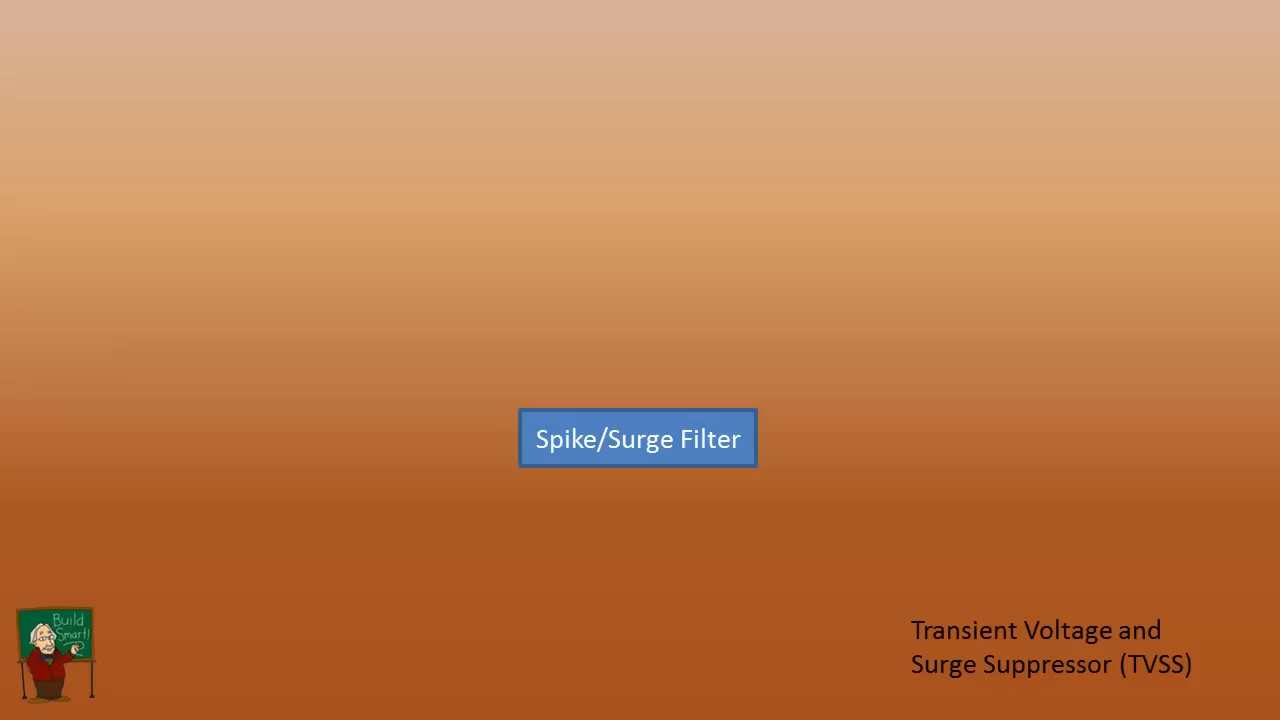 Spike/Surge Filter
Build
Smart!
Transient Voltage and
Surge Suppressor (TVSS)